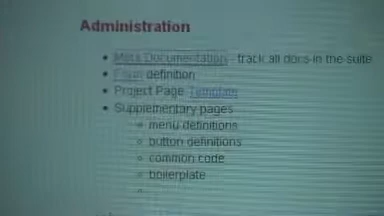 Administration
Meta Documentation - track all docs in the suite
Form definition
Project Page Template
Supplementary pages
menu definitions
button definitions
common code
boilerplate